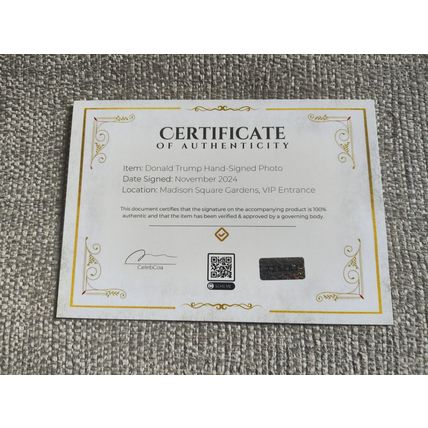 CERTIFICATE
OF AUTHENTICITY
Item: Donald Trump Hand-Signed Photo
Date Signed: November 2024
Location: Madison Square Gardens, VIP Entrance
This document certifies that the signature on the accompanying product is 100%
authentic and that the item has been verified & approved by a governing body.
CelebCoa
SCAN ME